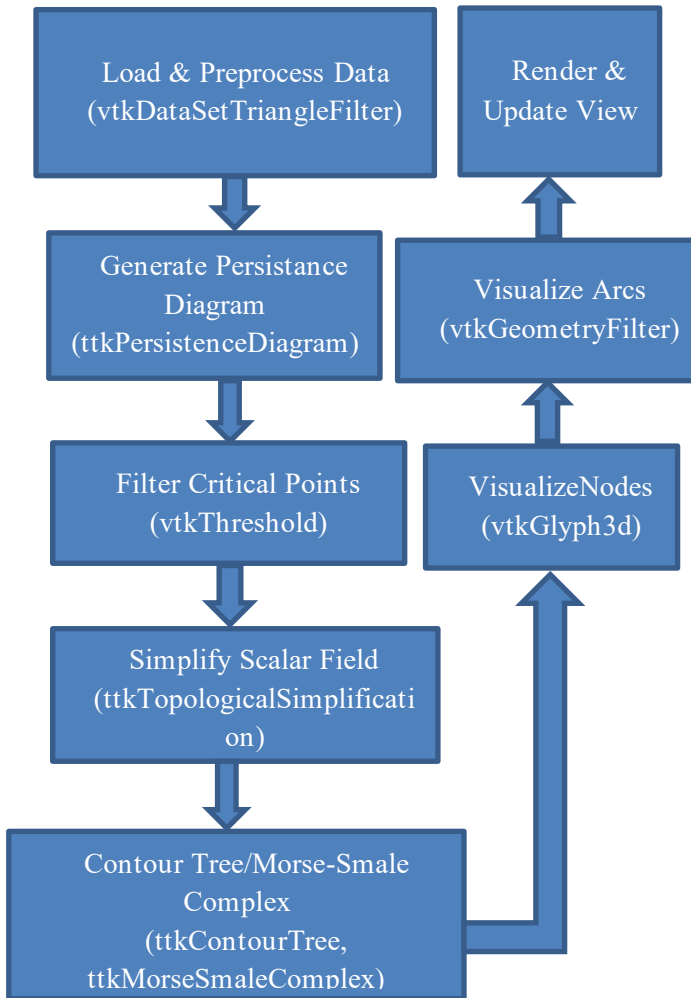 Load & Preprocess Data
(vtkDataSetTriangleFilter)
Generate Persistance
Diagram
(ttkPersistenceDiagram)
Filter Critical Points
(vtkThreshold)
Simplify Scalar Field
(ttkTopologicalSimplificati
on)
Contour Tree/Morse-Smale
Complex
(ttkContourTree,
ttkMorseSmaleComplex)
VisualizeNodes
(vtkGlyph3d)
Visualize Arcs
(vtkGeometryFilter)
Render &
Update View